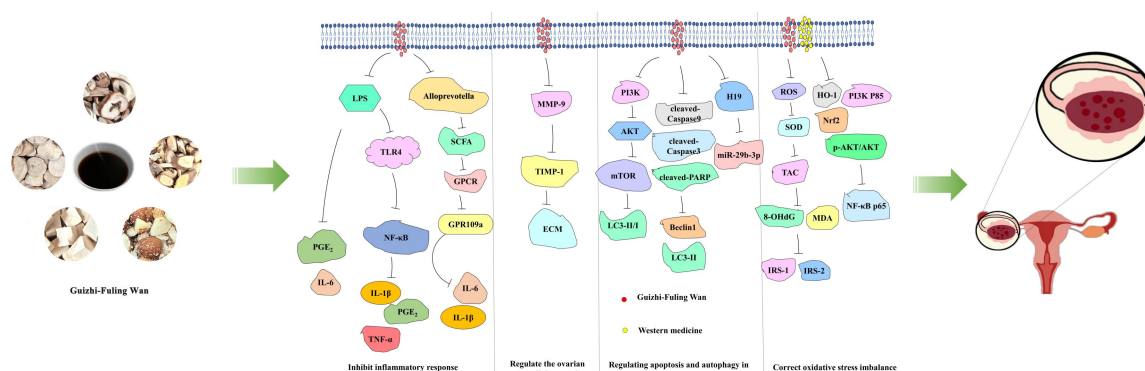 Guizhi-Fuling Wan
LPS
Alloprevotella
TLR4
SCFA
GPCR
GPR109a
NF-κB
PGE₂
IL-6
IL-1β
PGE₂
TNF-α
IL-6
IL-1β
Inhibit inflammatory response
MMP-9
TIMP-1
ECM
Regulate the ovarian
PI3K
AKT
mTOR
LC3-II/I
cleaved-
Caspase9
cleaved-
Caspase3
cleaved-PARP
Beclin1
LC3-II
H19
miR-29b-3p
Guizhi-Fuling Wan
Western medicine
Regulating apoptosis and autophagy in
ROS
SOD
TAC
8-OHdG
MDA
IRS-1
IRS-2
HO-1
PI3K P85
Nrf2
p-AKT/AKT
NF-κB p65
Correct oxidative stress imbalance